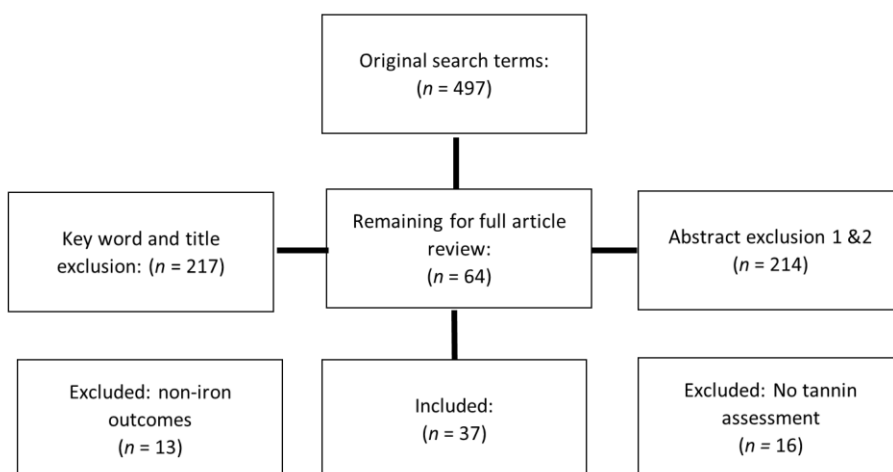 Original search terms:
(n = 497)
Key word and title
exclusion: (n = 217)
Remaining for full article
review:
(n = 64)
Abstract exclusion 1 &2
(n = 214)
Excluded: non-iron
outcomes
(n = 13)
Included:
(n = 37)
Excluded: No tannin
assessment
(n = 16)